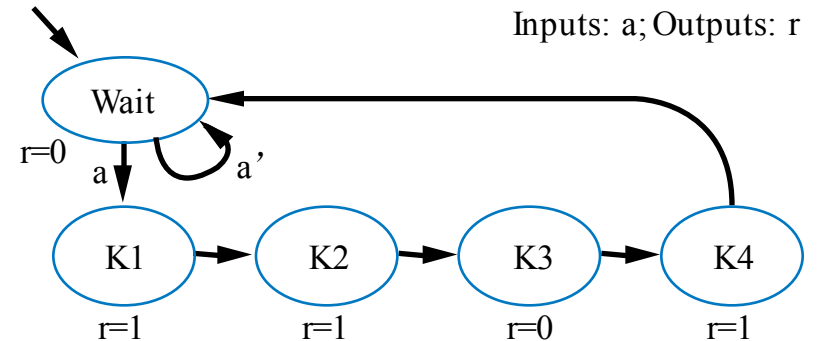 Inputs: a; Outputs: r
Wait
r=0
a
a’
K1
K2
K3
K4
r=1
r=1
r=0
r=1